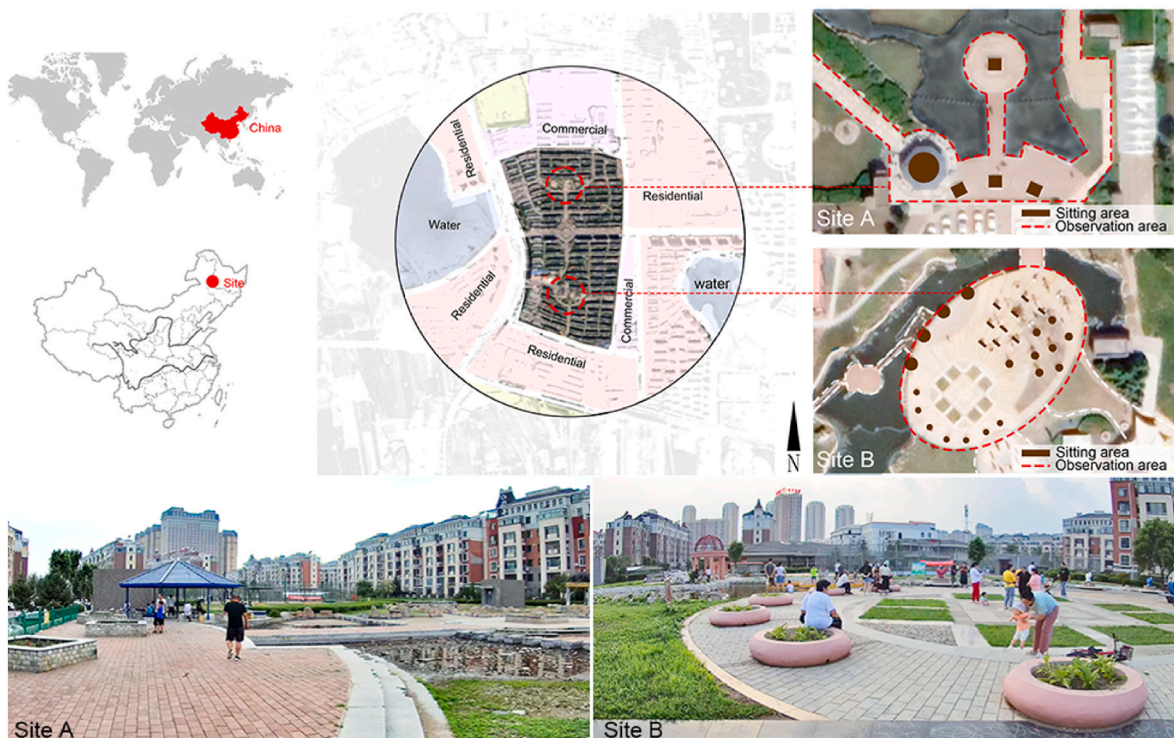 China
Site
Residential
Commercial
Residential
Water
water
Residential
Commercial
Residential
N
Site A
Sitting area
Observation area
Site B
Sitting area
Observation area
Site A
Site B